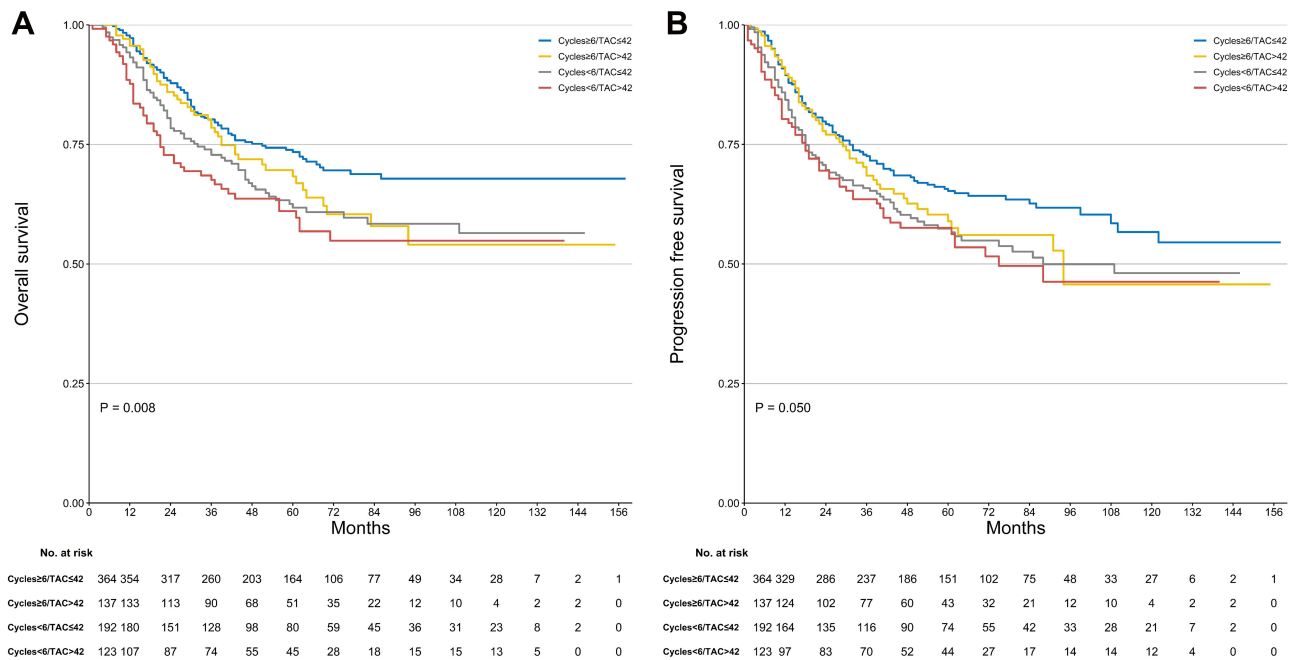 A
1.00
0.75
0.50
0.25
0.00
Overall survival
Cycles≥6/TAC≤42
Cycles≥6/TAC>42
Cycles<6/TAC≤42
Cycles<6/TAC>42
P = 0.008
0 12 24 36 48 60 72 84 96 108 120 132 144 156
Months
No. at risk
Cycles≥6/TAC≤42 364 354 317 260 203 164 106 77 49 34 28 7 2 1
Cycles≥6/TAC>42 137 133 113 90 68 51 35 22 12 10 4 2 2 0
Cycles<6/TAC≤42 192 180 151 128 98 80 59 45 36 31 23 8 2 0
Cycles<6/TAC>42 123 107 87 74 55 45 28 18 15 15 13 5 0 0
B
1.00
0.75
0.50
0.25
0.00
Progression free survival
Cycles≥6/TAC≤42
Cycles≥6/TAC>42
Cycles<6/TAC≤42
Cycles<6/TAC>42
P = 0.050
0 12 24 36 48 60 72 84 96 108 120 132 144 156
Months
No. at risk
Cycles≥6/TAC≤42 364 329 286 237 186 151 102 75 48 33 27 6 2 1
Cycles≥6/TAC>42 137 124 102 77 60 43 32 21 12 10 4 2 2 0
Cycles<6/TAC≤42 192 164 135 116 90 74 55 42 33 28 21 7 2 0
Cycles<6/TAC>42 123 97 83 70 52 44 27 17 14 14 12 4 0 0